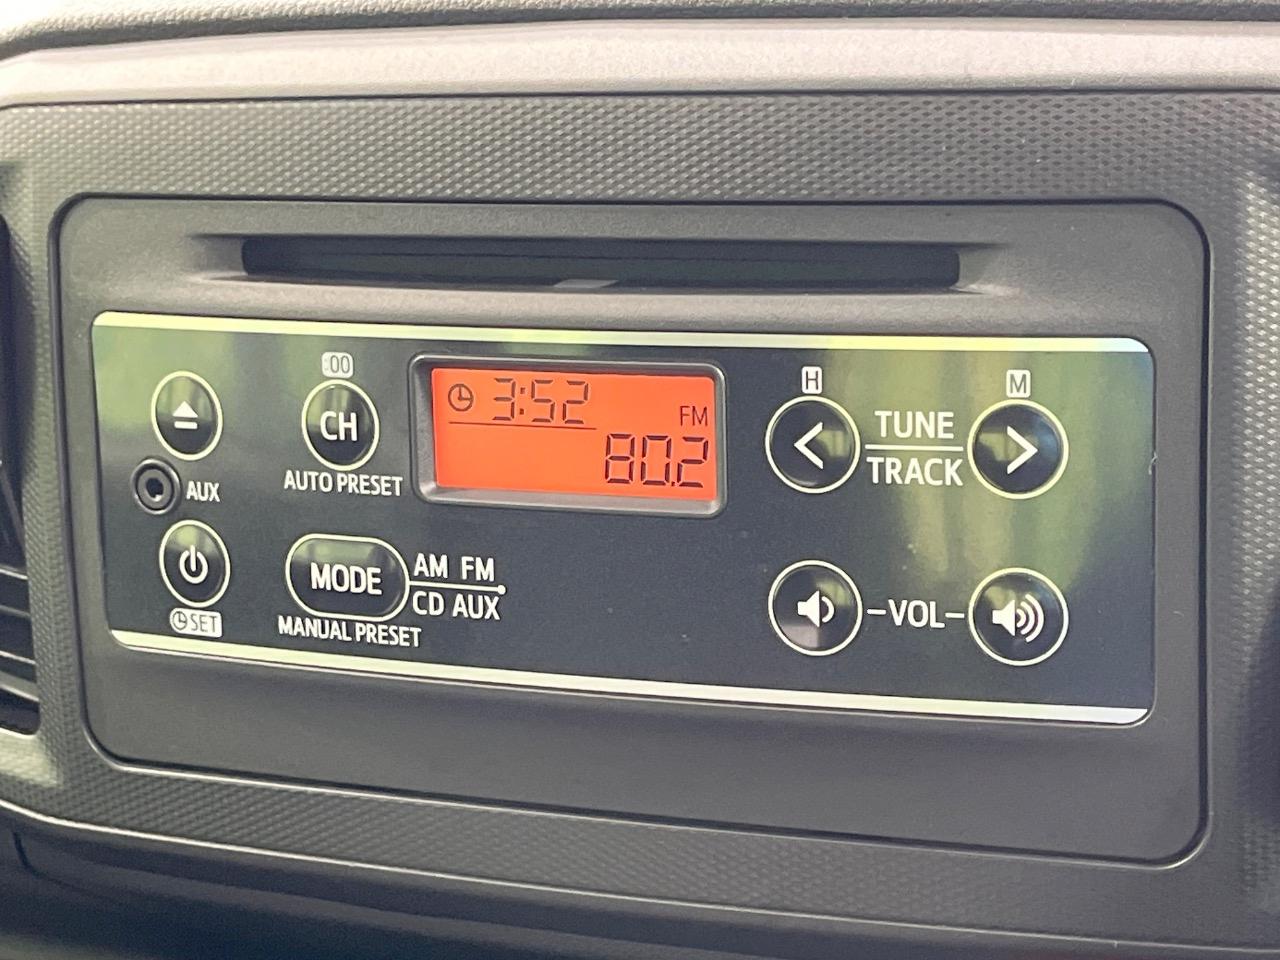 :00
CH
AUTO PRESET
AUX
SET
MODE
AM FM
CD AUX
MANUAL PRESET
3:52
FM
80.2
H
M
TUNE
TRACK
VOL